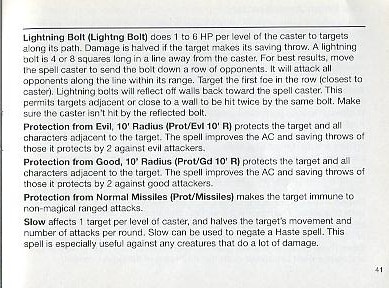 Lightning Bolt (Lightng Bolt) does 1 to 6 HP per level of the caster to targets
along its path. Damage is halved if the target makes its saving throw. A lightning
bolt is 4 or 8 squares long in a line away from the caster. For best results, move
the spell caster to send the bolt down a row of opponents. It will attack all
opponents along the line within its range. Target the first foe in the row (closest to
caster). Lightning bolts will reflect off walls back toward the spell caster. This
permits targets adjacent or close to a wall to be hit twice by the same bolt. Make
sure the caster isn't hit by the reflected bolt.
Protection from Evil, 10' Radius (Prot/Evl 10' R) protects the target and all
characters adjacent to the target. The spell improves the AC and saving throws of
those it protects by 2 against evil attackers.
Protection from Good, 10' Radius (Prot/Gd 10' R) protects the target and all
characters adjacent to the target. The spell improves the AC and saving throws of
those it protects by 2 against good attackers.
Protection from Normal Missiles (Prot/Missiles) makes the target immune to
non-magical ranged attacks.
Slow affects 1 target per level of caster, and halves the target's movement and
number of attacks per round. Slow can be used to negate a Haste spell. This
spell is especially useful against any creatures that do a lot of damage.
41